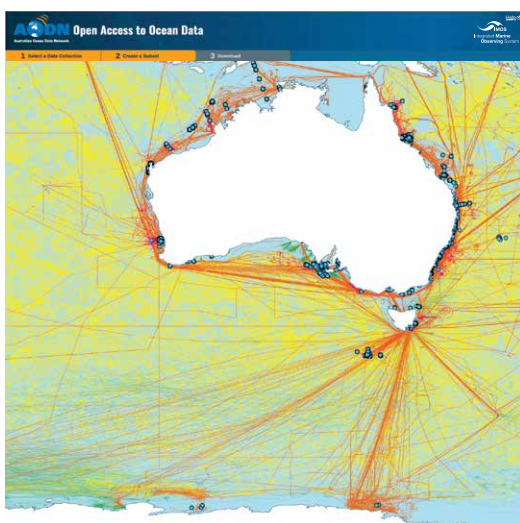 AODN Open Access to Ocean Data
Australian Ocean Data Network
IMOS
Integrated Marine
Observing System
1 Select a Data Collection 2 Create a Subset 3 Download